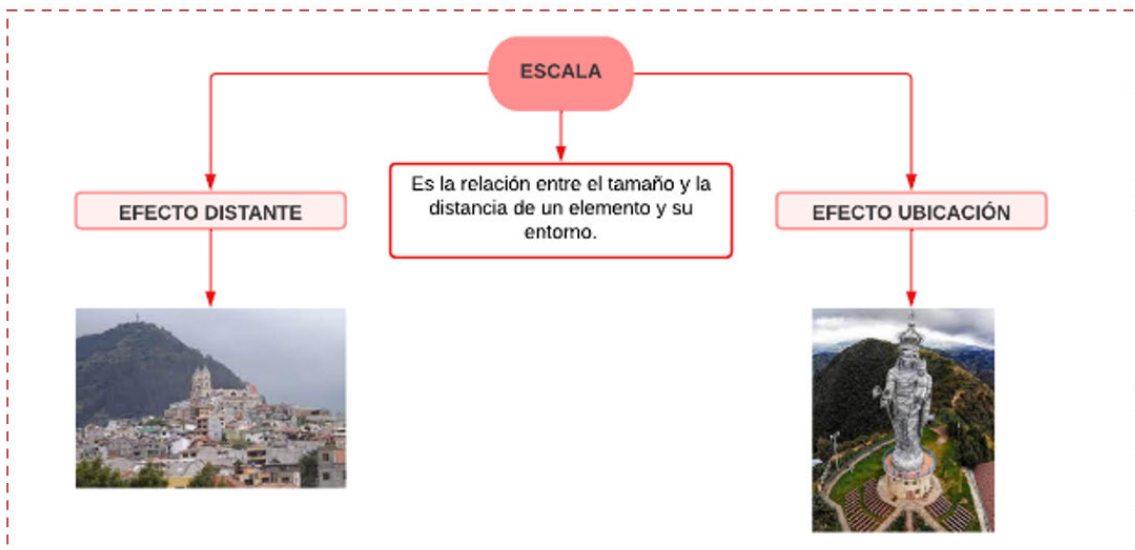 ESCALA
EFECTO DISTANTE
Es la relación entre el tamaño y la
distancia de un elemento y su
entorno.
EFECTO UBICACIÓN